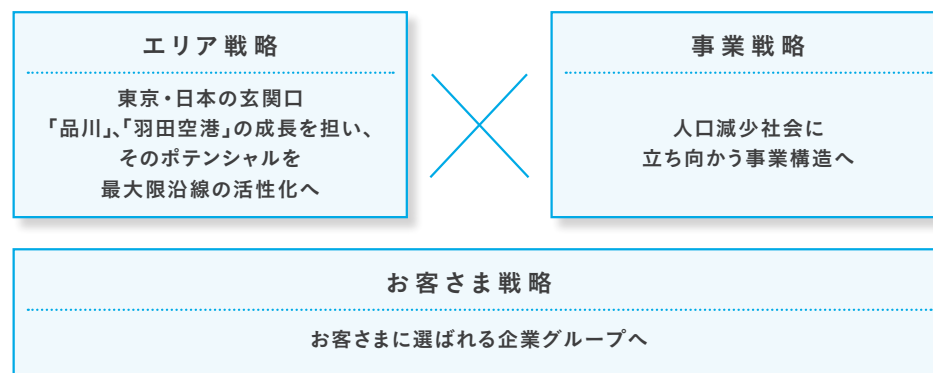 エリア戦略
東京・日本の玄関口
「品川」、「羽田空港」の成長を担い、
そのポテンシャルを
最大限沿線の活性化へ
事業戦略
人口減少社会に
立ち向かう事業構造へ
お客さま戦略
お客さまに選ばれる企業グループへ